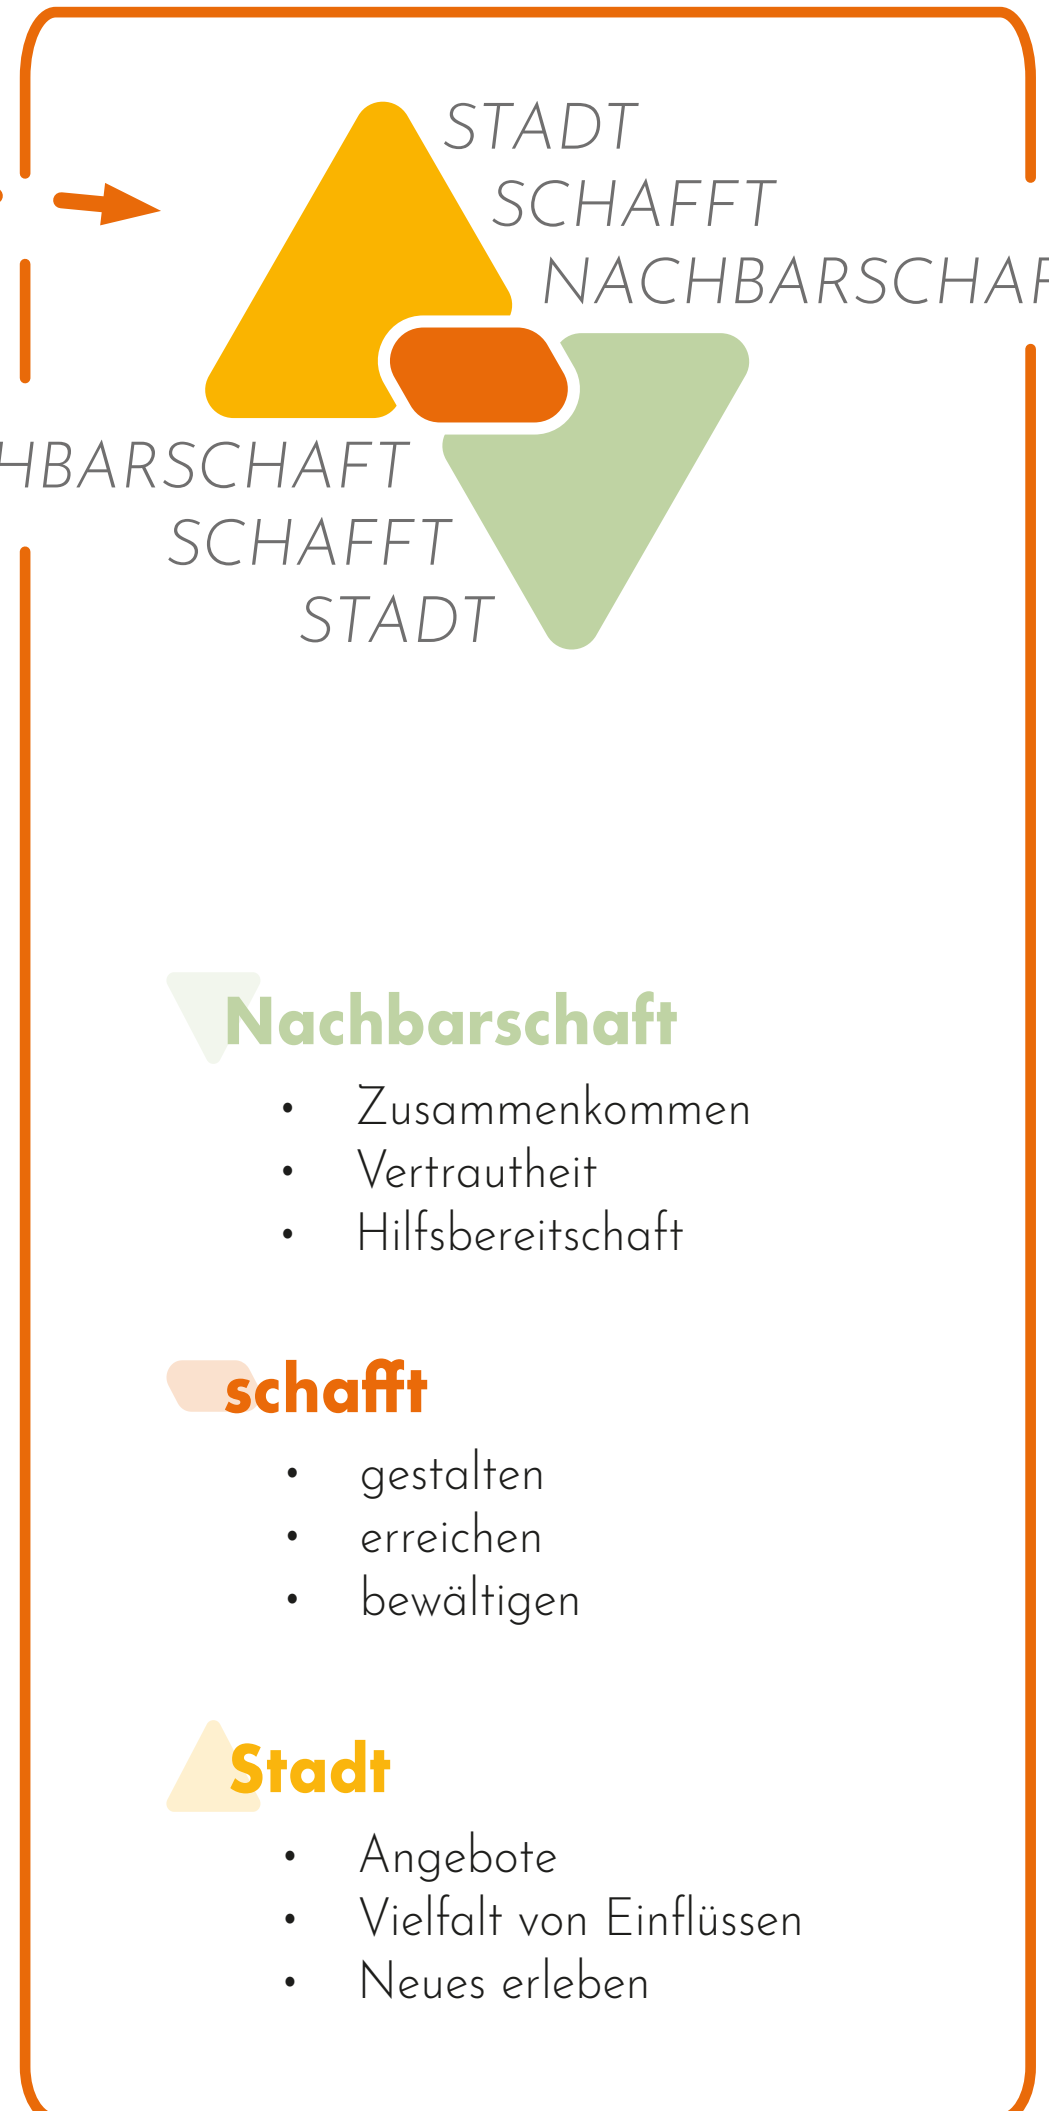 STADT
SCHAFFT
NACHBARSCHAF
HBARSCHAFT
SCHAFFT
STADT
Nachbarschaft
• Zusammenkommen
• Vertrautheit
• Hilfsbereitschaft
schafft
• gestalten
• erreichen
• bewältigen
Stadt
• Angebote
• Vielfalt von Einflüssen
• Neues erleben